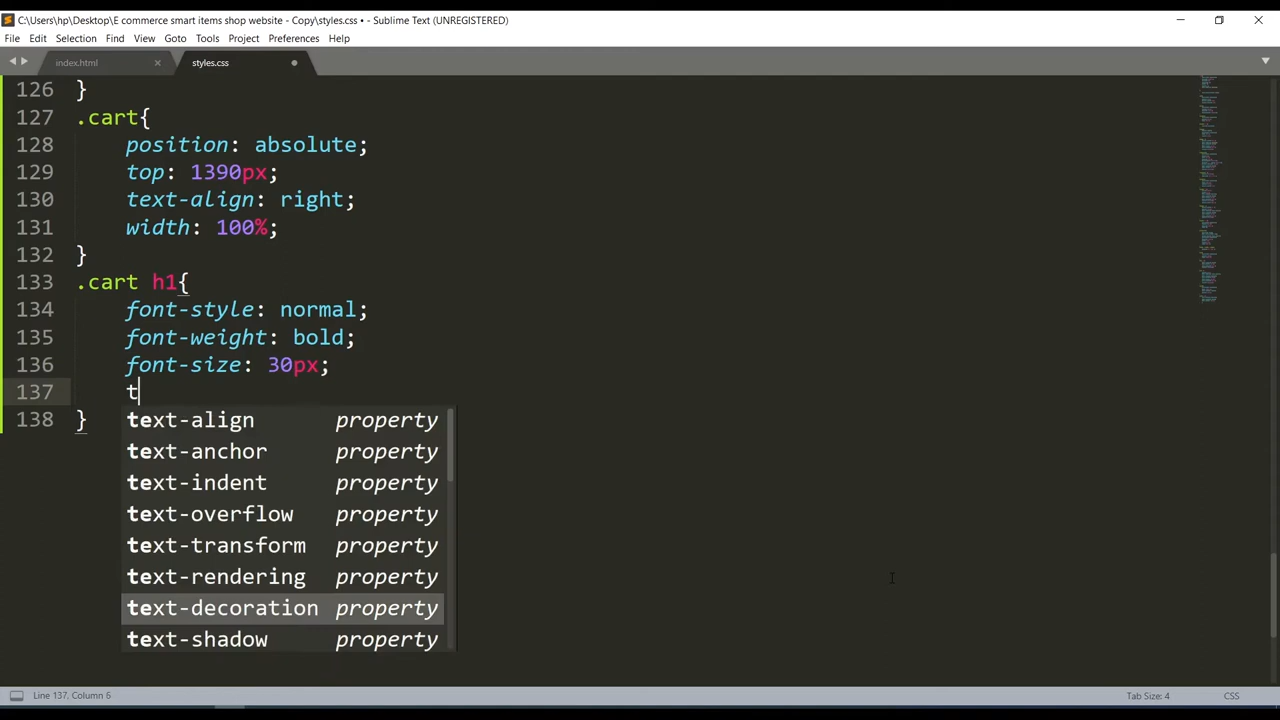 C:\Users\hp\Desktop\E commerce smart items shop website - Copy\styles.css • - Sublime Text (UNREGISTERED)
File Edit Selection Find View Goto Tools Project Preferences Help
index.html styles.css
126 }
127 .cart{
128 position: absolute;
129 top: 1390px;
130 text-align: right;
131 width: 100%;
132 }
133 .cart h1{
134 font-style: normal;
135 font-weight: bold;
136 font-size: 30px;
137 t
138 }
text-align property
text-anchor property
text-indent property
text-overflow property
text-transform property
text-rendering property
text-decoration property
text-shadow property
Line 137, Column 6 Tab Size: 4 CSS